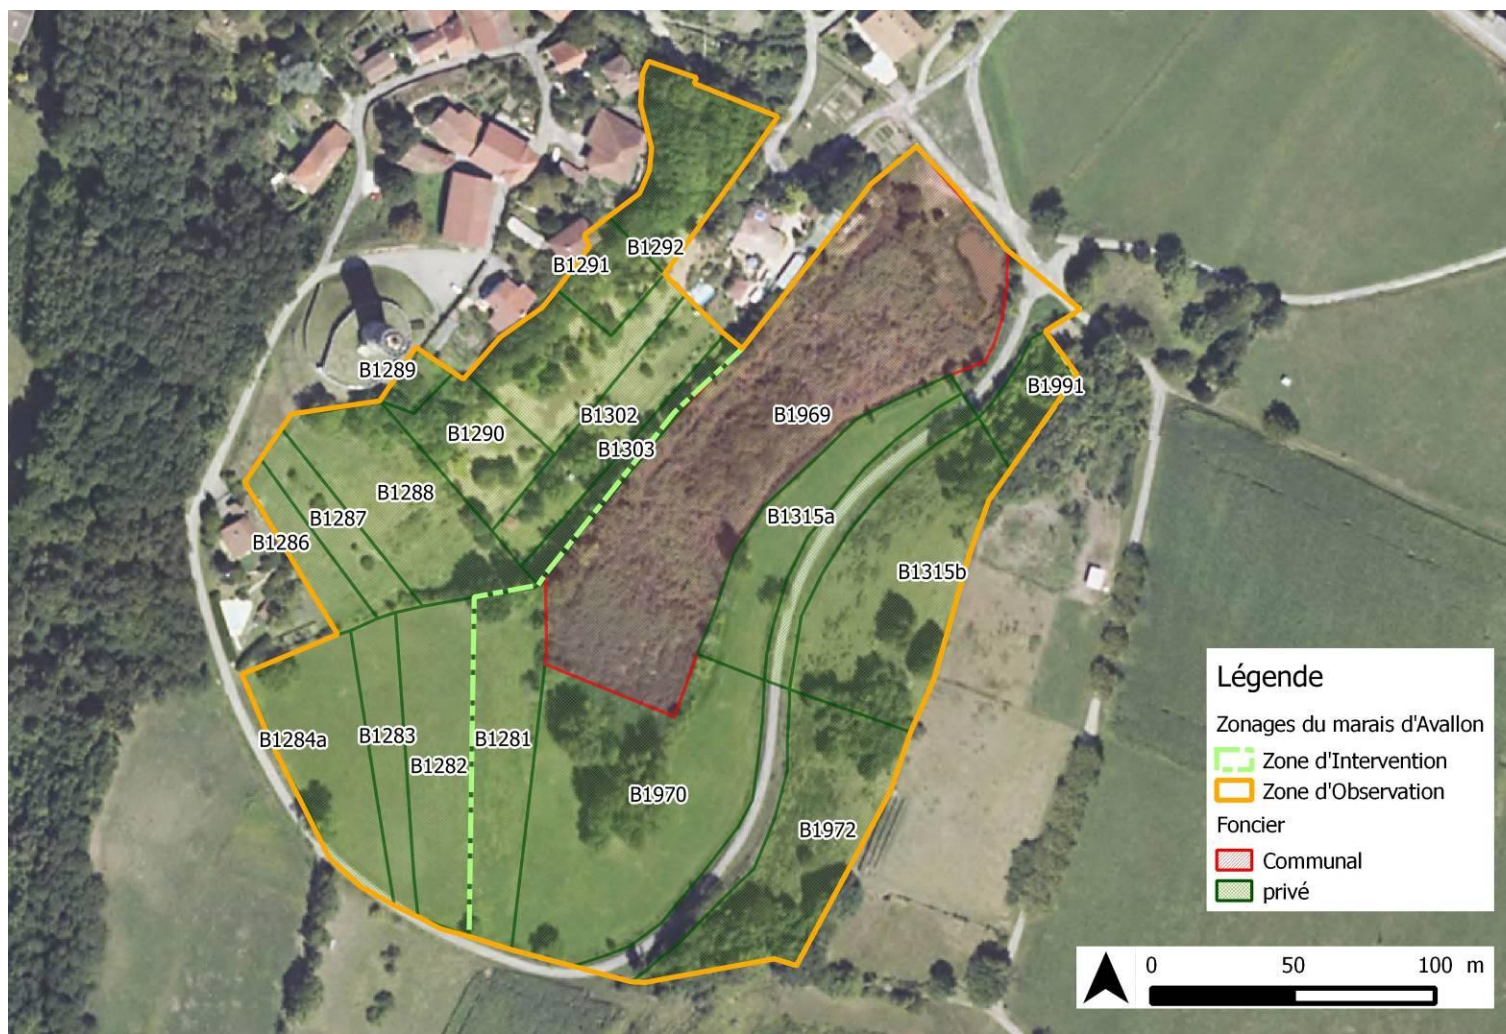 B1292
B1291
B1289
B1991
B1302
B1969
B1290
B1303
B1288
B1287
B1315a
B1286
B1315b
B1284a
B1283
B1281
B1282
B1970
B1972
Légende
Zonages du marais d'Avallon
Zone d'Intervention
Zone d'Observation
Foncier
Communal
privé
0 50 100 m